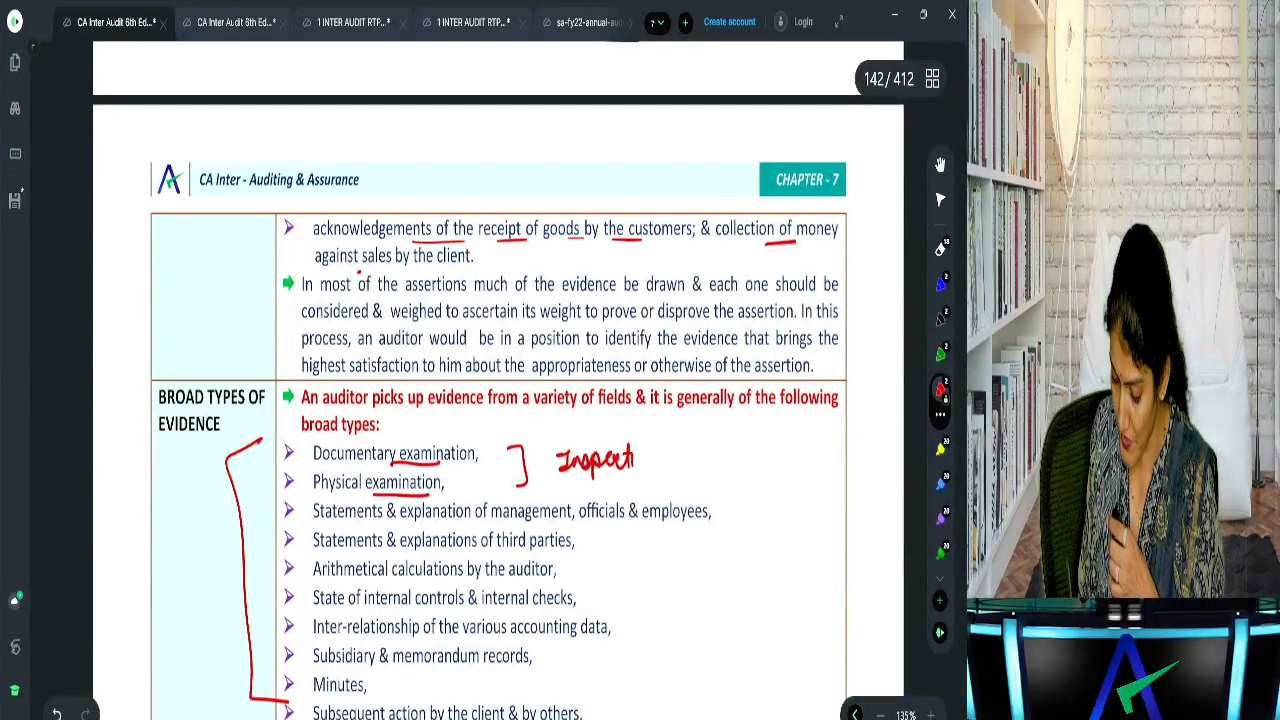 CA Inter Audit 6th Ed...*
CA Inter Audit 6th Ed...*
1 INTER AUDIT RTP...*
1 INTER AUDIT RTP...*
sa-fy22-annual-aud
7
Create account
Login
142 / 412
CA Inter - Auditing & Assurance
CHAPTER - 7
acknowledgements of the receipt of goods by the customers; & collection of money
against sales by the client.
In most of the assertions much of the evidence be drawn & each one should be
considered & weighed to ascertain its weight to prove or disprove the assertion. In this
process, an auditor would be in a position to identify the evidence that brings the
highest satisfaction to him about the appropriateness or otherwise of the assertion.
BROAD TYPES OF
EVIDENCE
An auditor picks up evidence from a variety of fields & it is generally of the following
broad types:
Documentary examination,
Physical examination,
Inspecti
Statements & explanation of management, officials & employees,
Statements & explanations of third parties,
Arithmetical calculations by the auditor,
State of internal controls & internal checks,
Inter-relationship of the various accounting data,
Subsidiary & memorandum records,
Minutes,
Subsequent action by the client & by others.
135%